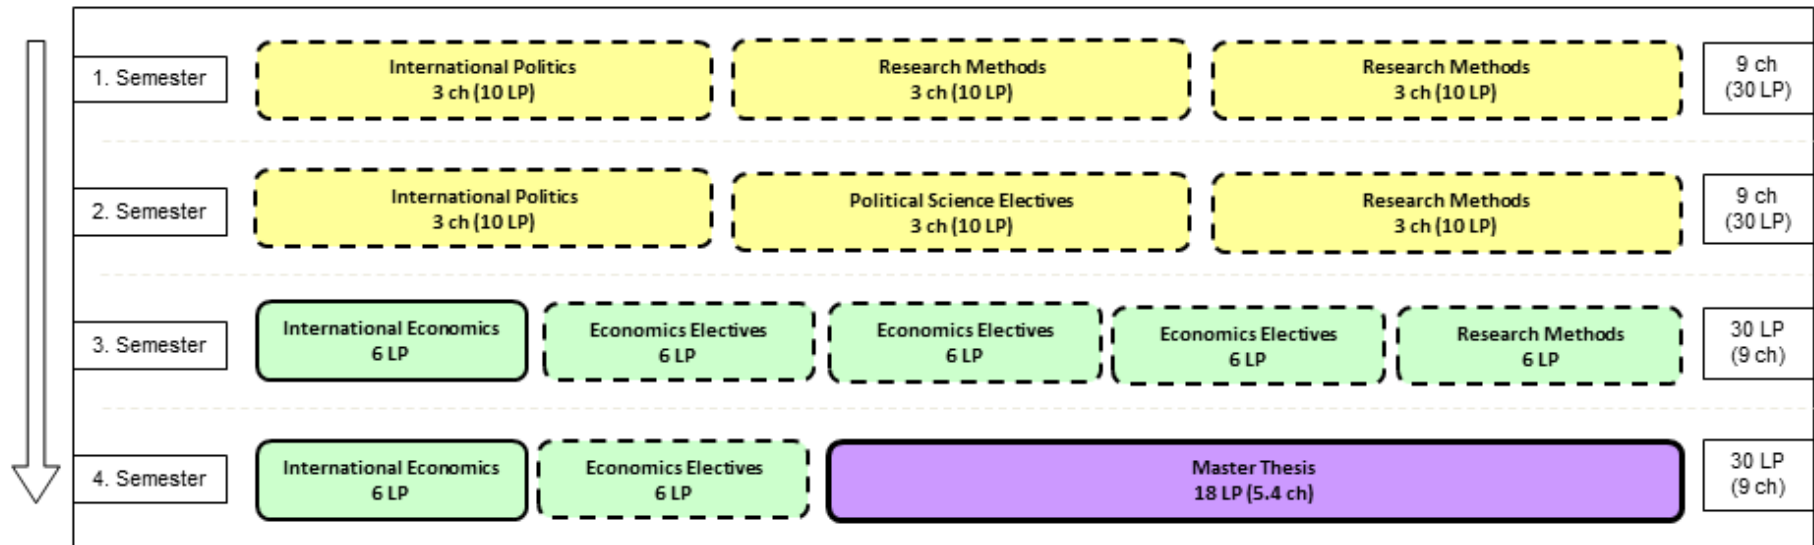 1. Semester
International Politics
3 ch (10 LP)
Research Methods
3 ch (10 LP)
Research Methods
3 ch (10 LP)
9 ch
(30 LP)
2. Semester
International Politics
3 ch (10 LP)
Political Science Electives
3 ch (10 LP)
Research Methods
3 ch (10 LP)
9 ch
(30 LP)
3. Semester
International Economics
6 LP
Economics Electives
6 LP
Economics Electives
6 LP
Economics Electives
6 LP
Research Methods
6 LP
30 LP
(9 ch)
4. Semester
International Economics
6 LP
Economics Electives
6 LP
Master Thesis
18 LP (5.4 ch)
30 LP
(9 ch)